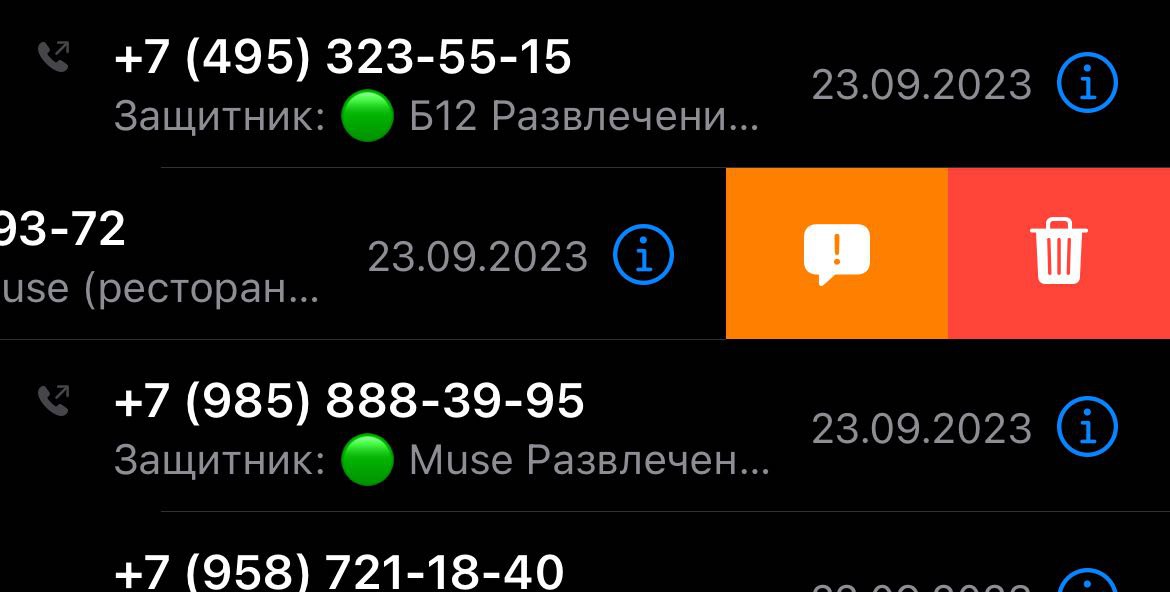 +7 (495) 323-55-15
Защитник: 🟢 Б12 Развлечени...
23.09.2023
93-72
use (ресторан...
23.09.2023
+7 (985) 888-39-95
Защитник: 🟢 Muse Развлечен...
23.09.2023
+7 (958) 721-18-40